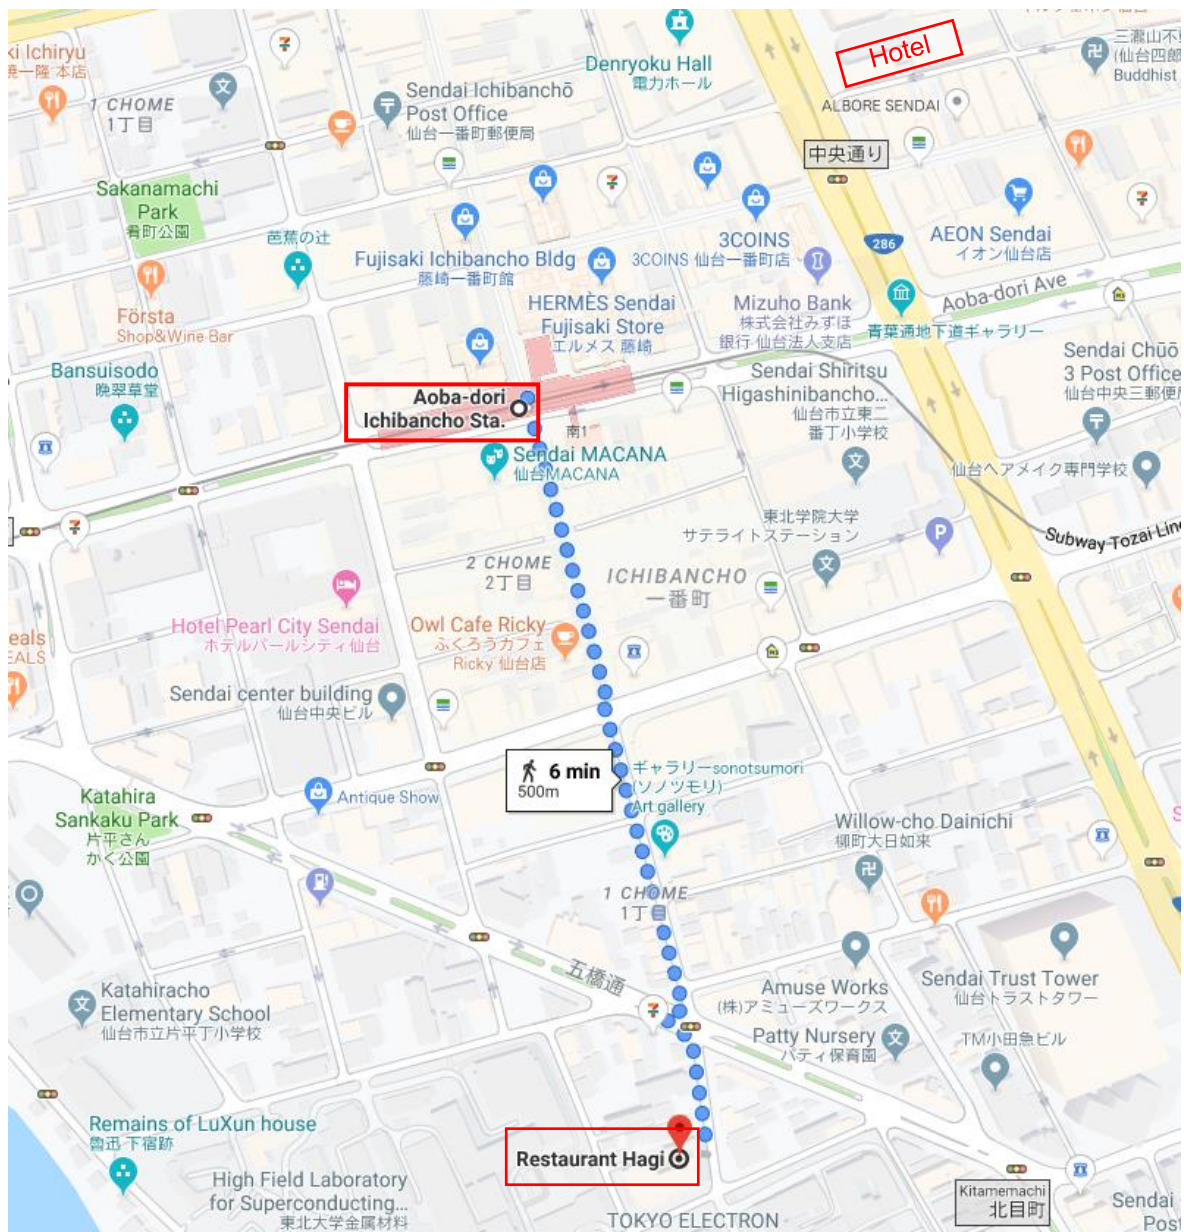 ki Ichiryu
焼一隆 本店
1 CHOME
1丁目
Sendai Ichibanchō
Post Office
仙台一番町郵便局
Denryoku Hall
電力ホール
Hotel
ALBORE SENDAI
三瀧山不動
(仙台四郎
Buddhist
中央通り
Sakanamachi
Park
肴町公園
芭蕉の辻
Fujisaki Ichibancho Bldg
藤崎一番町館
3COINS
3COINS 仙台一番町店
286
AEON Sendai
イオン仙台店
HERMÈS Sendai
Fujisaki Store
エルメス 藤崎
Mizuho Bank
株式会社みずほ
銀行 仙台法人支店
Aoba-dori Ave
青葉通地下道ギャラリー
Första
Shop&Wine Bar
Bansuisodo
晩翠草堂
Sendai Shiritsu
Higashinibancho...
仙台市立東二
番丁小学校
Sendai Chūō
3 Post Office
仙台中央三郵便局
Aoba-dori
Ichibancho Sta.
南1
Sendai MACANA
仙台MACANA
仙台ヘアメイク専門学校
東北学院大学
サテライトステーション
P
Subway Tozai Line
2 CHOME
2丁目
ICHIBANCHO
一番町
Hotel Pearl City Sendai
ホテルパールシティ仙台
Owl Cafe Ricky
ふくろうカフェ
Ricky 仙台店
eals
EALS
Sendai center building
仙台中央ビル
6 min
500m
ギャラリーsonotsumori
(ソノツモリ)
Art gallery
Antique Show
Katahira
Sankaku Park
片平さん
かく公園
Willow-cho Dainichi
柳町大日如来
1 CHOME
1丁目
五橋通
Amuse Works
(株)アミューズワークス
Sendai Trust Tower
仙台トラストタワー
Katahiracho
Elementary School
仙台市立片平丁小学校
Patty Nursery
パティ保育園
TM小田急ビル
Remains of LuXun house
魯迅 下宿跡
Restaurant Hagi
High Field Laboratory
for Superconducting...
東北大学金属材料
TOKYO ELECTRON
Kitamemachi
北目町
Sendai
Pos